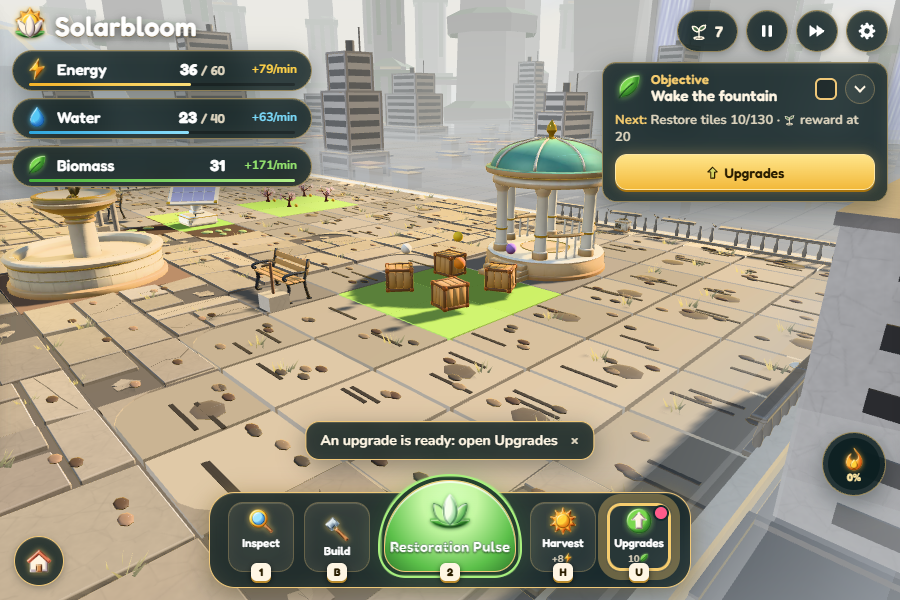 Solarbloom
Energy 36 / 60 +79/min
Water 23 / 40 +63/min
Biomass 31 +171/min
7
Objective
Wake the fountain
Next: Restore tiles 10/130 · reward at
20
Upgrades
An upgrade is ready: open Upgrades ×
0%
Inspect
1
Build
B
Restoration Pulse
2
Harvest
+8
H
Upgrades
10
U